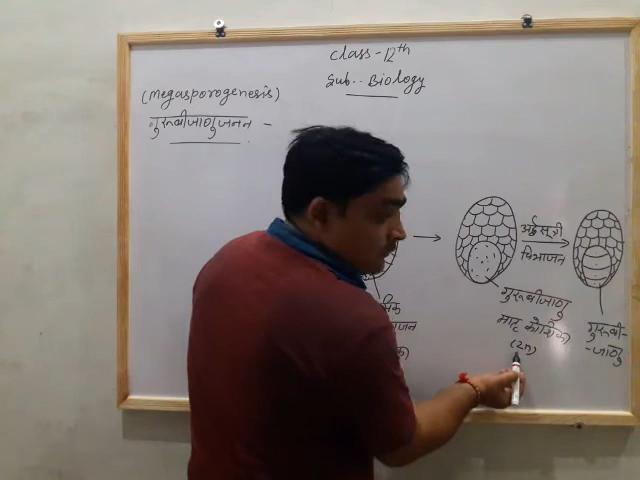 Class-12th
Sub.. Biology
(Megasporogenesis)
गुरूबीजाणुजनन -
अर्द्धसूत्री
विभाजन
गुरूबीजाणु
मातृ कोशिका
(2n)
गुरूबी-
-जाणु